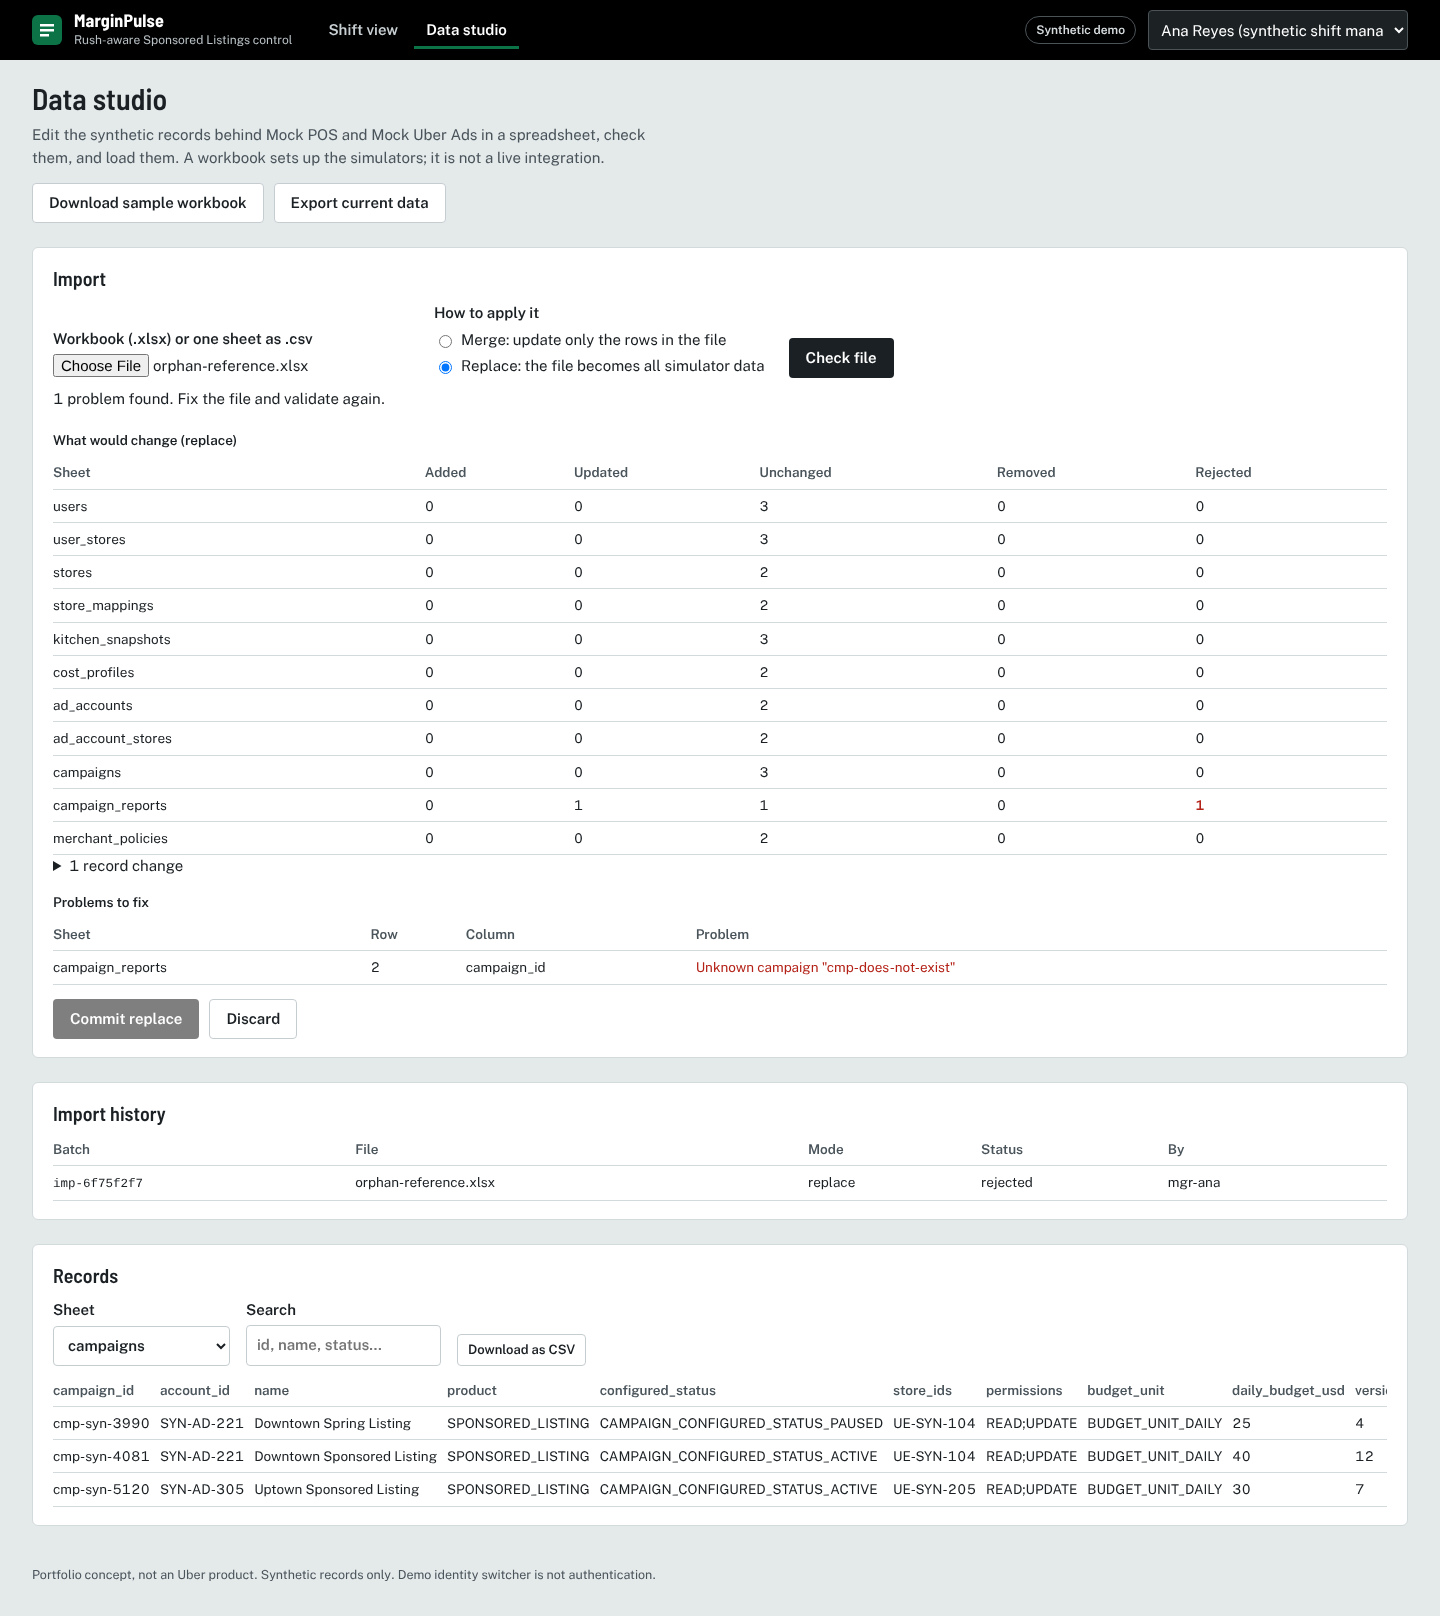 MarginPulse
Rush-aware Sponsored Listings control
Shift view
Data studio
Synthetic demo
Ana Reyes (synthetic shift mana
Data studio
Edit the synthetic records behind Mock POS and Mock Uber Ads in a spreadsheet, check
them, and load them. A workbook sets up the simulators; it is not a live integration.
Download sample workbook
Export current data
Import
Workbook (.xlsx) or one sheet as .csv
Choose File orphan-reference.xlsx
How to apply it
Merge: update only the rows in the file
Replace: the file becomes all simulator data
Check file
1 problem found. Fix the file and validate again.
What would change (replace)
Sheet Added Updated Unchanged Removed Rejected
users 0 0 3 0 0
user_stores 0 0 3 0 0
stores 0 0 2 0 0
store_mappings 0 0 2 0 0
kitchen_snapshots 0 0 3 0 0
cost_profiles 0 0 2 0 0
ad_accounts 0 0 2 0 0
ad_account_stores 0 0 2 0 0
campaigns 0 0 3 0 0
campaign_reports 0 1 1 0 1
merchant_policies 0 0 2 0 0
1 record change
Problems to fix
Sheet Row Column Problem
campaign_reports 2 campaign_id Unknown campaign "cmp-does-not-exist"
Commit replace
Discard
Import history
Batch File Mode Status By
imp-6f75f2f7 orphan-reference.xlsx replace rejected mgr-ana
Records
Sheet
campaigns
Search
id, name, status...
Download as CSV
campaign_id account_id name product configured_status store_ids permissions budget_unit daily_budget_usd versi
cmp-syn-3990 SYN-AD-221 Downtown Spring Listing SPONSORED_LISTING CAMPAIGN_CONFIGURED_STATUS_PAUSED UE-SYN-104 READ;UPDATE BUDGET_UNIT_DAILY 25 4
cmp-syn-4081 SYN-AD-221 Downtown Sponsored Listing SPONSORED_LISTING CAMPAIGN_CONFIGURED_STATUS_ACTIVE UE-SYN-104 READ;UPDATE BUDGET_UNIT_DAILY 40 12
cmp-syn-5120 SYN-AD-305 Uptown Sponsored Listing SPONSORED_LISTING CAMPAIGN_CONFIGURED_STATUS_ACTIVE UE-SYN-205 READ;UPDATE BUDGET_UNIT_DAILY 30 7
Portfolio concept, not an Uber product. Synthetic records only. Demo identity switcher is not authentication.